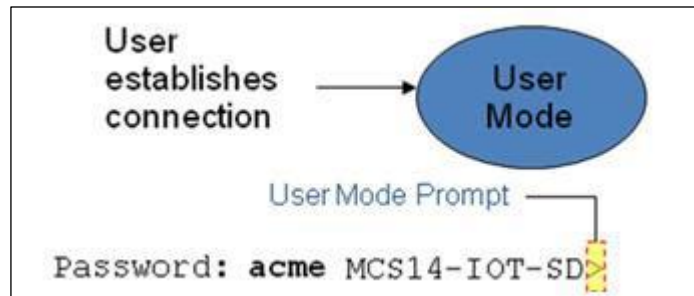 User
establishes
connection
User
Mode
User Mode Prompt
Password: acme MCS14-IOT-SD>